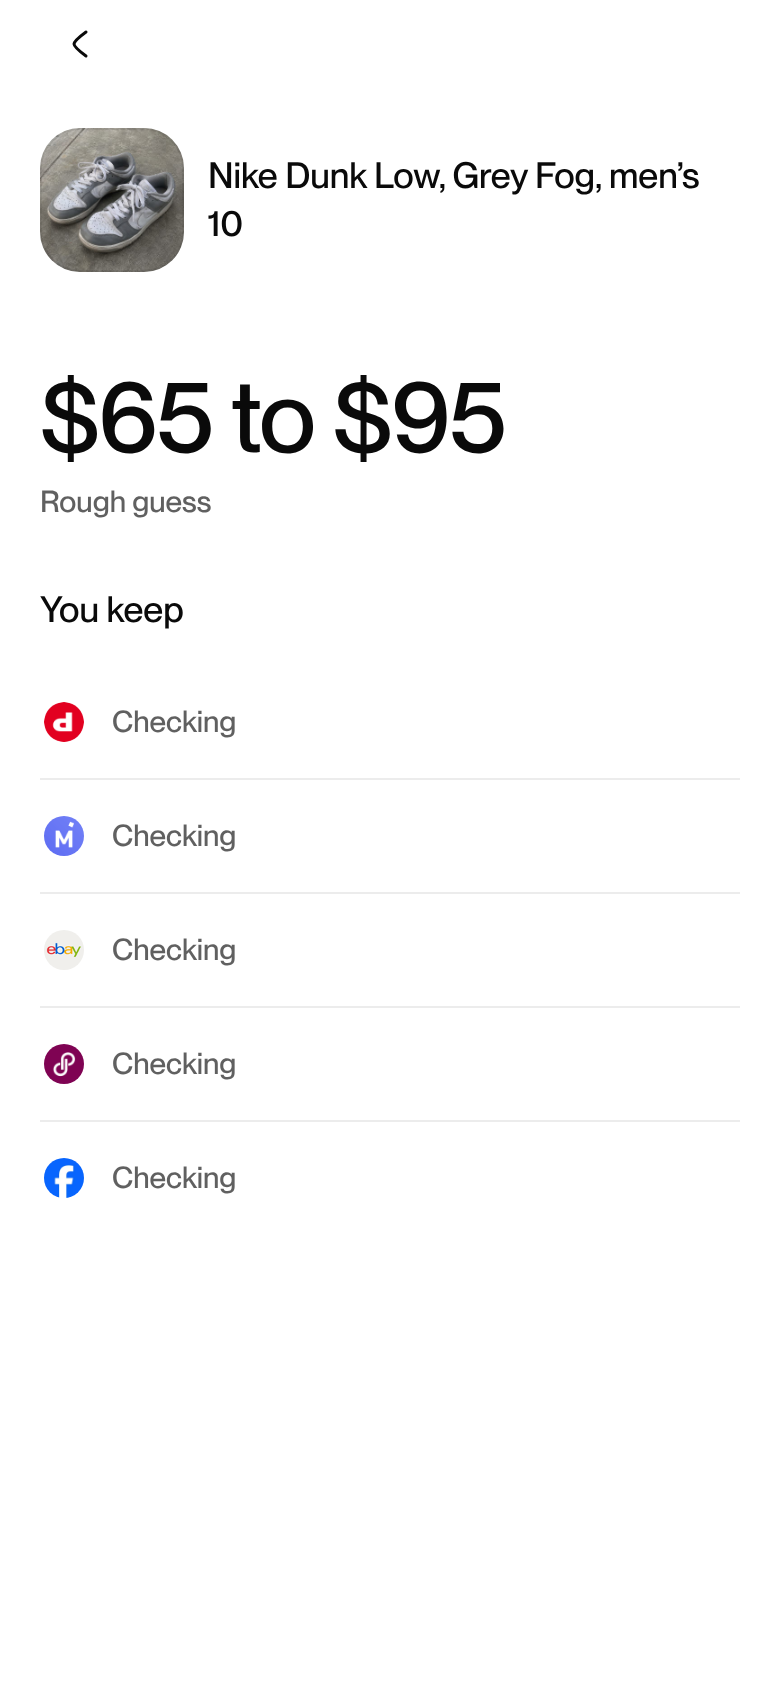 Nike Dunk Low, Grey Fog, men’s
10
$65 to $95
Rough guess
You keep
d
Checking
M
Checking
ebay
Checking
Checking
f
Checking